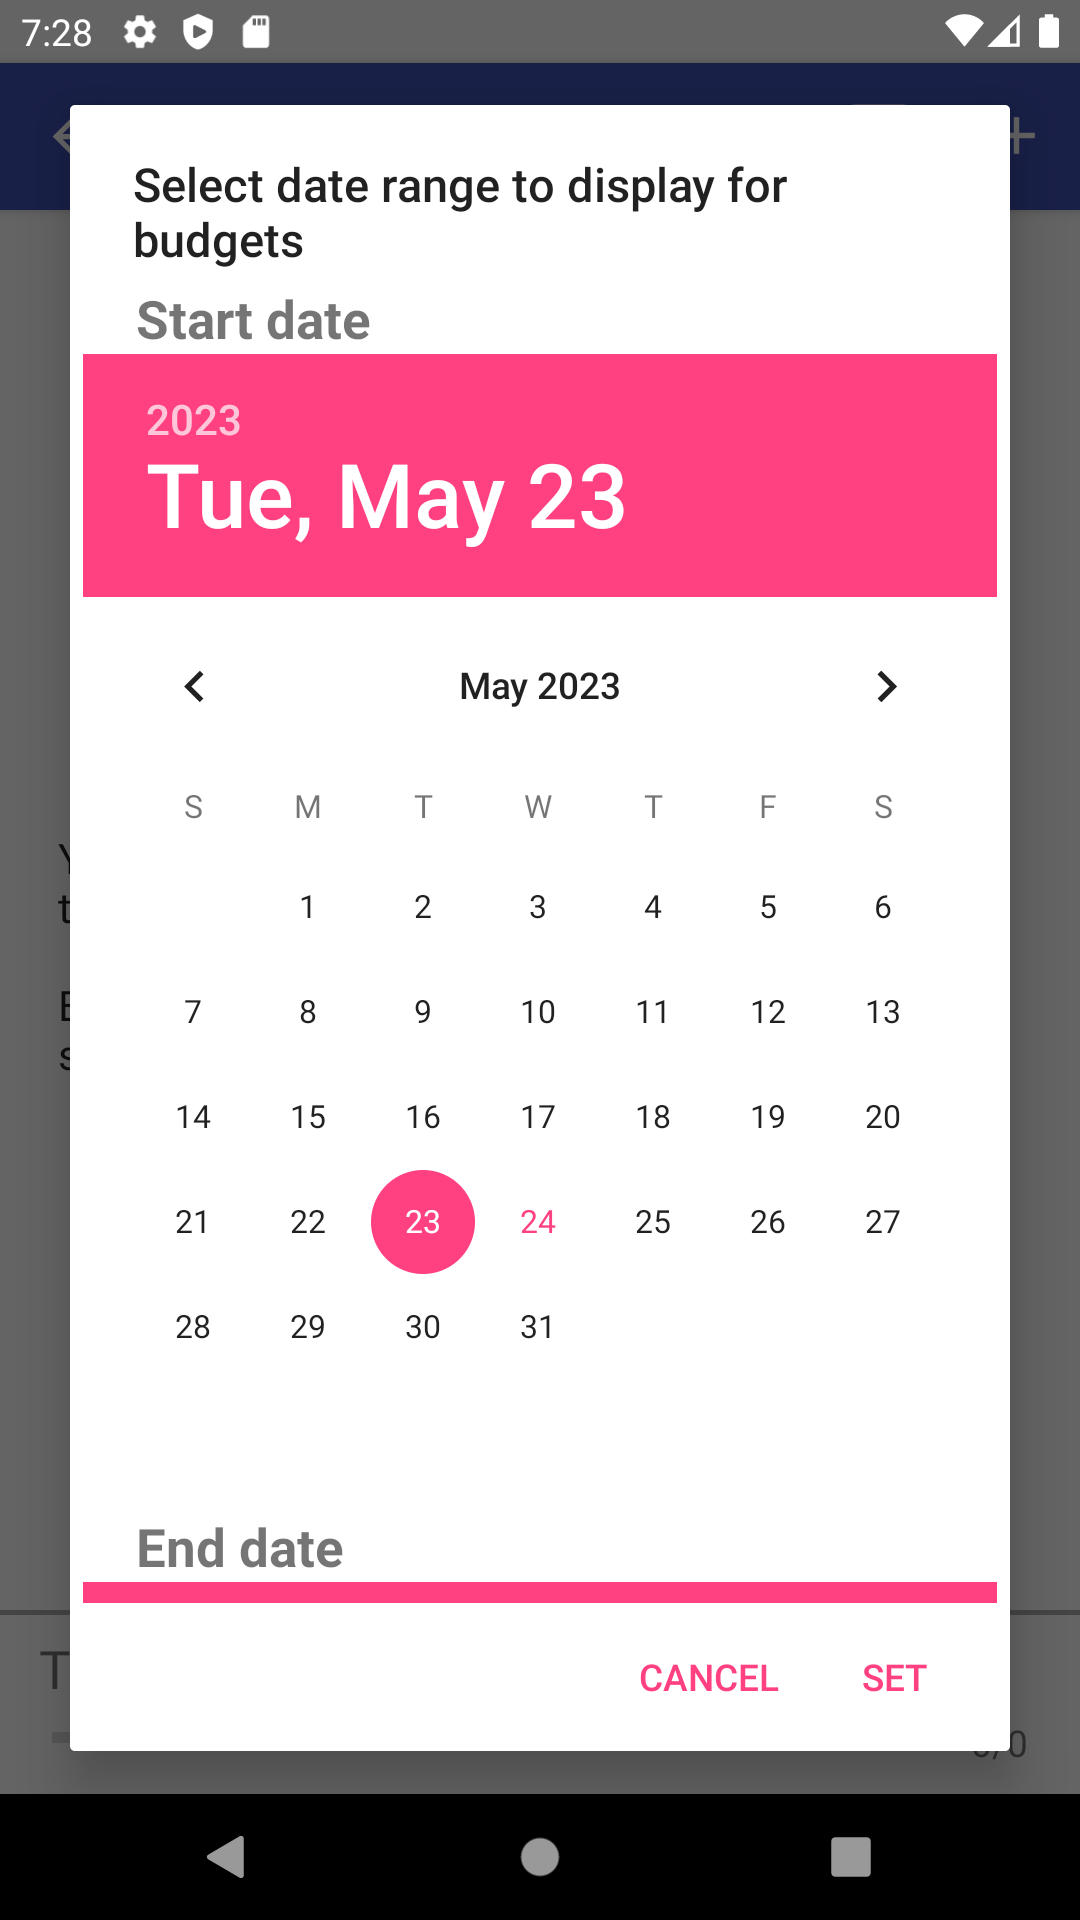 7:28
Select date range to display for
budgets
Start date
2023
Tue, May 23
May 2023
S M T W T F S
1 2 3 4 5 6
7 8 9 10 11 12 13
14 15 16 17 18 19 20
21 22 23 24 25 26 27
28 29 30 31
End date
CANCEL SET